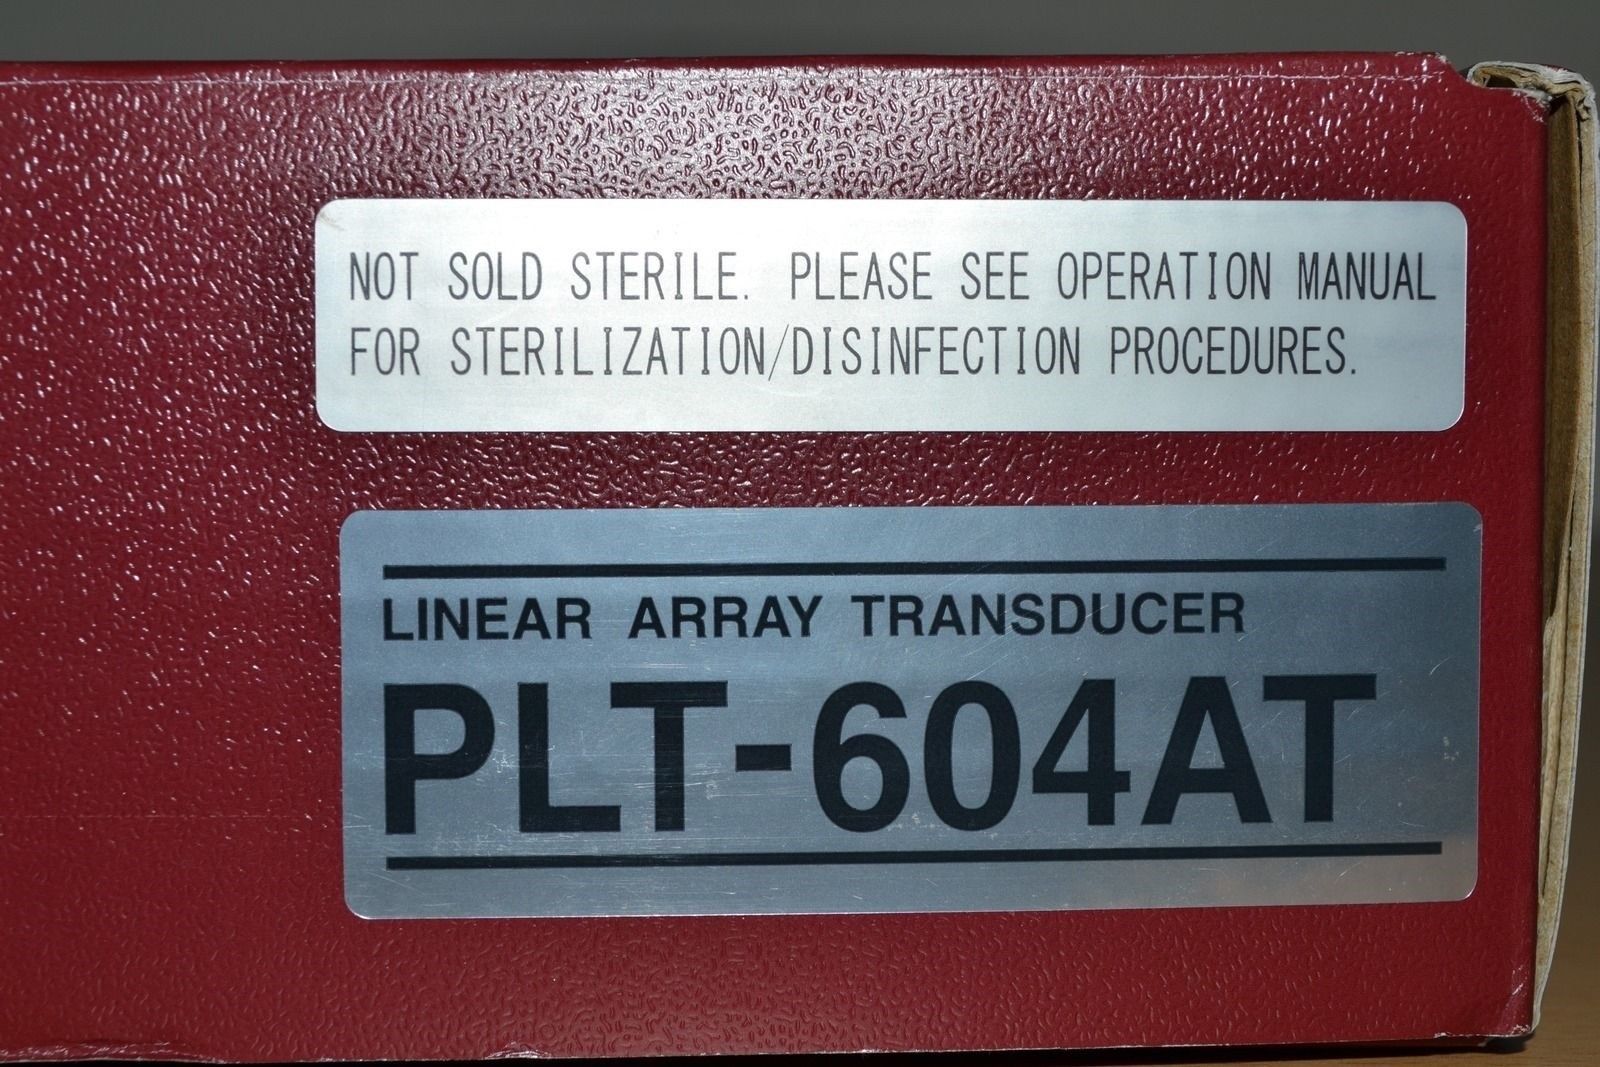 NOT SOLD STERILE. PLEASE SEE OPERATION MANUAL
FOR STERILIZATION/DISINFECTION PROCEDURES.
LINEAR ARRAY TRANSDUCER
PLT-604AT